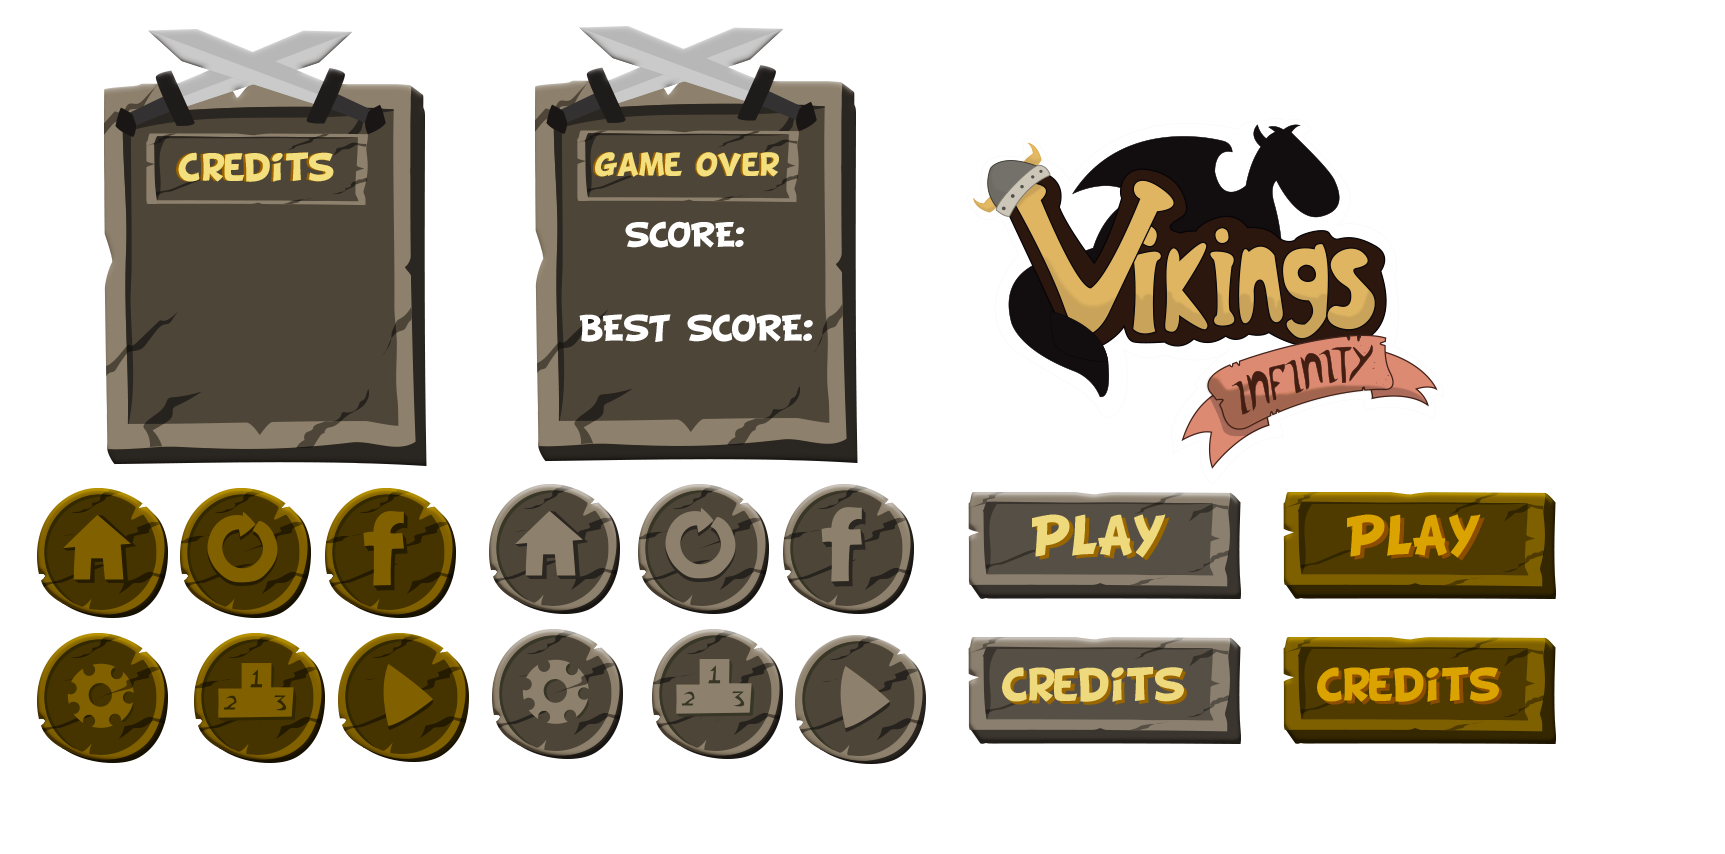 CREDiTS
GAME OVER
SCORE:
BEST SCORE:
Vikings
INFINITY
PLAY
PLAY
CREDiTS
CREDiTS
f
f
1
2 3
1
2 3